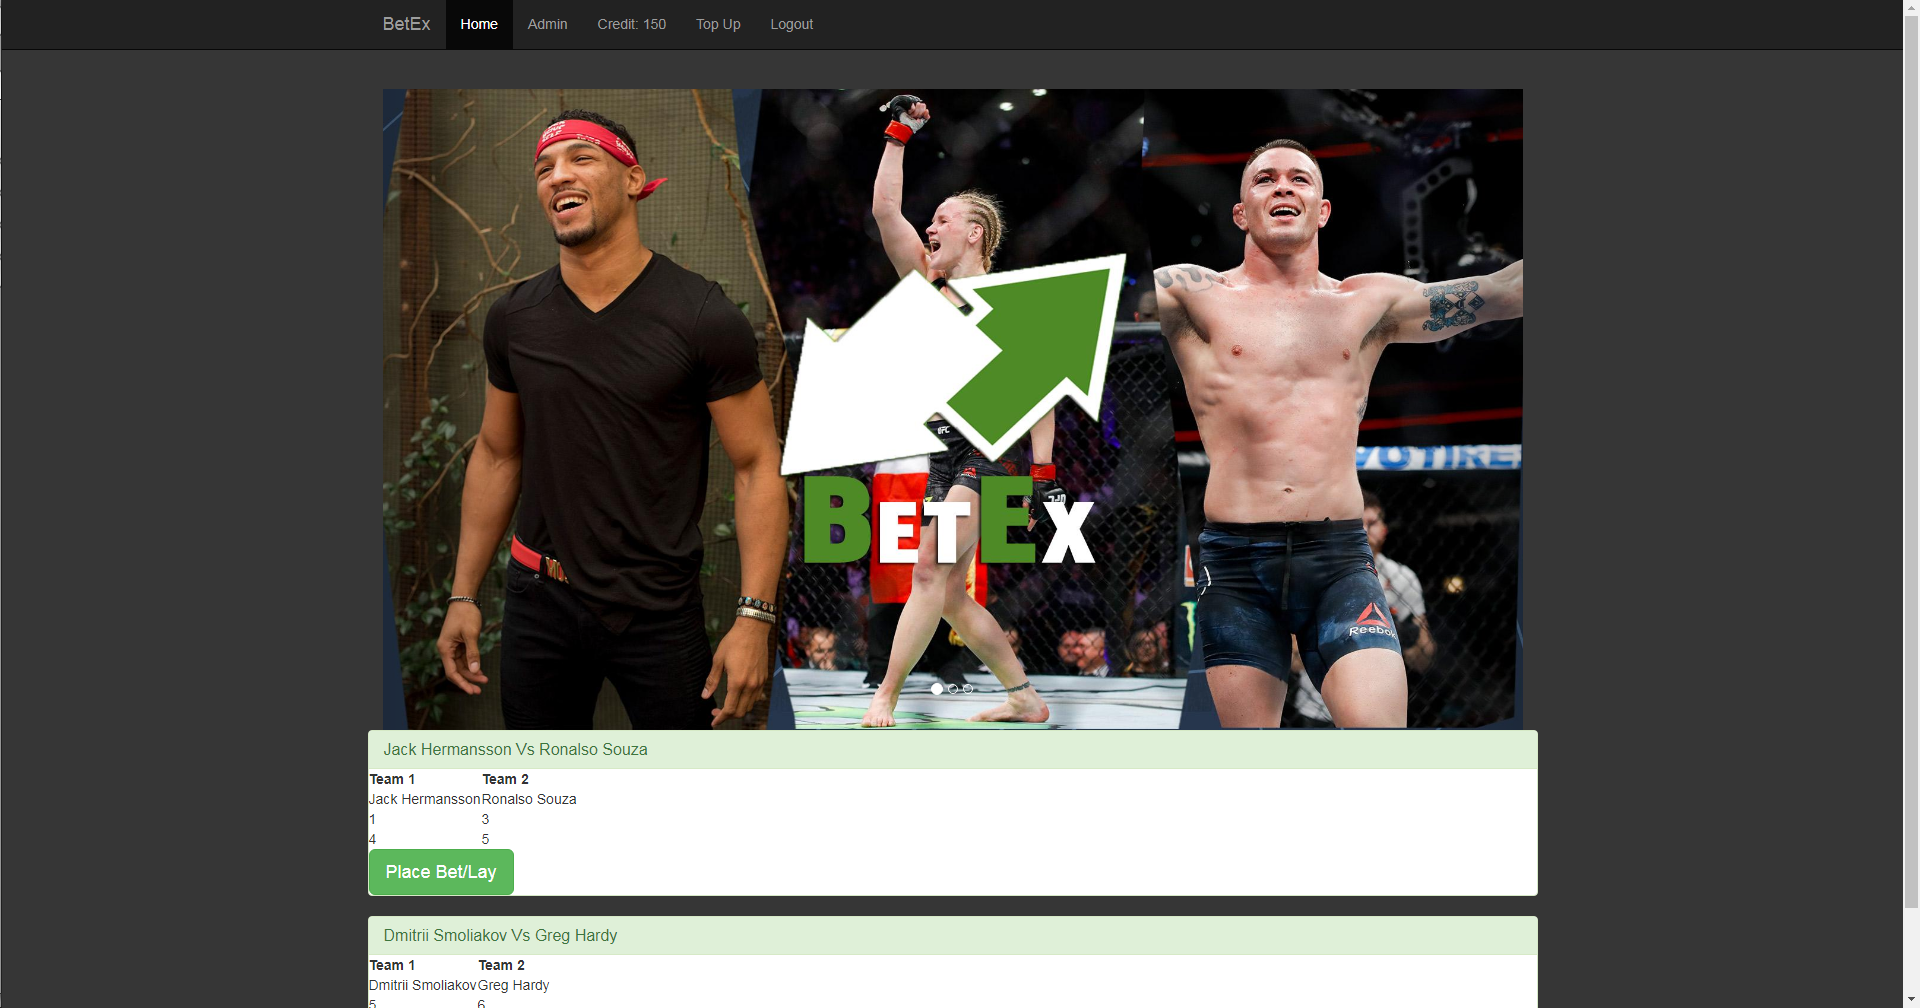 BetEx Home Admin Credit: 150 Top Up Logout
UFC
BETEX
Reebok
Jack Hermansson Vs Ronalso Souza
Team 1 Team 2
Jack Hermansson Ronalso Souza
1 3
4 5
Place Bet/Lay
Dmitrii Smoliakov Vs Greg Hardy
Team 1 Team 2
Dmitrii Smoliakov Greg Hardy
5 6